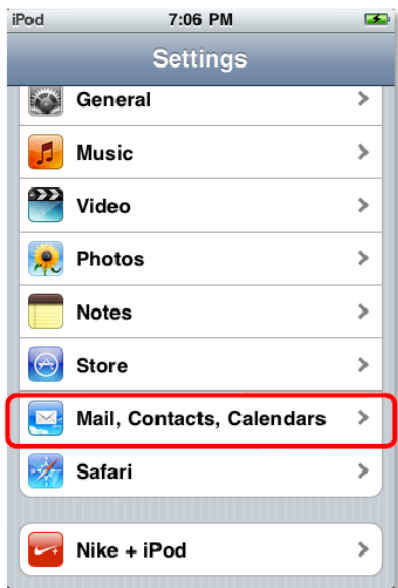 iPod 7:06 PM
Settings
General
Music
Video
Photos
Notes
Store
Mail, Contacts, Calendars
Safari
Nike + iPod